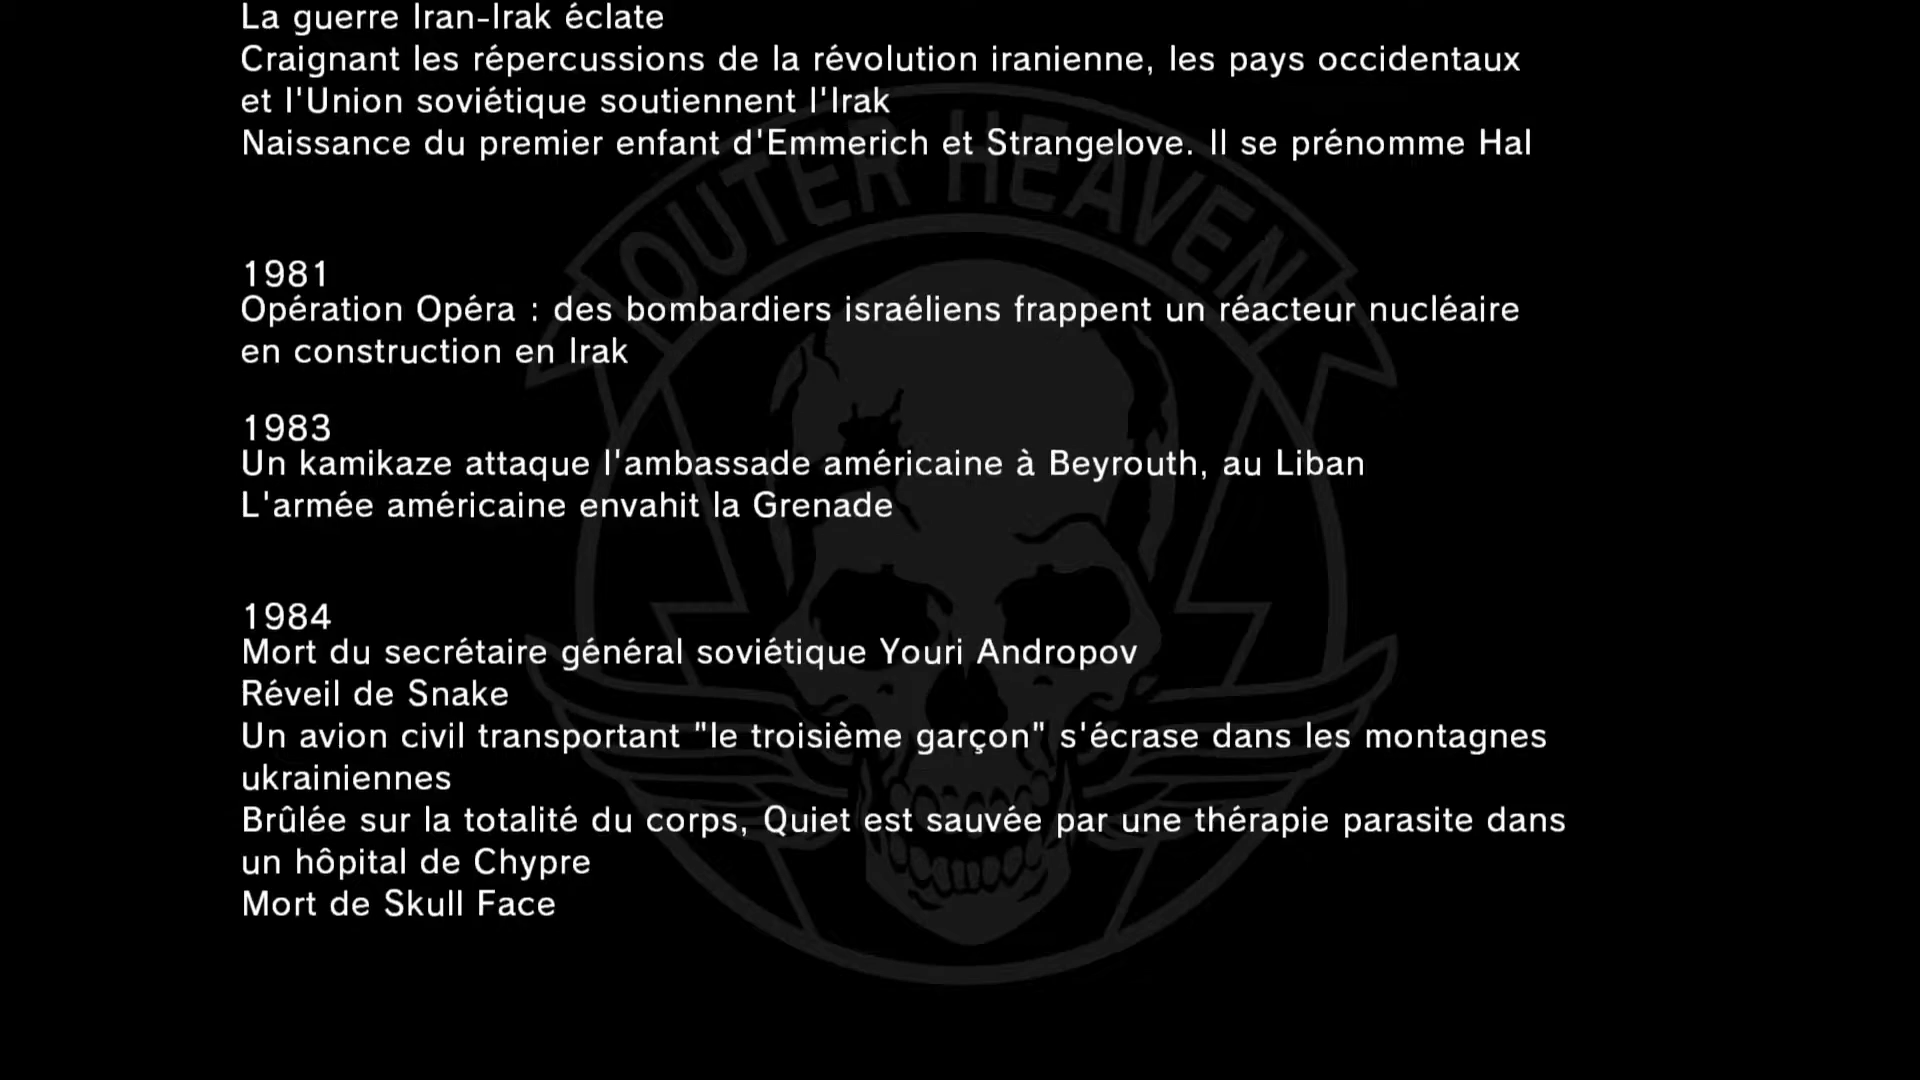 La guerre Iran-Irak éclate
Craignant les répercussions de la révolution iranienne, les pays occidentaux
et l'Union soviétique soutiennent l'Irak
Naissance du premier enfant d'Emmerich et Strangelove. Il se prénomme Hal
OUTER HEAVEN
1981
Opération Opéra : des bombardiers israéliens frappent un réacteur nucléaire
en construction en Irak
1983
Un kamikaze attaque l'ambassade américaine à Beyrouth, au Liban
L'armée américaine envahit la Grenade
1984
Mort du secrétaire général soviétique Youri Andropov
Réveil de Snake
Un avion civil transportant "le troisième garçon" s'écrase dans les montagnes
ukrainiennes
Brûlée sur la totalité du corps, Quiet est sauvée par une thérapie parasite dans
un hôpital de Chypre
Mort de Skull Face